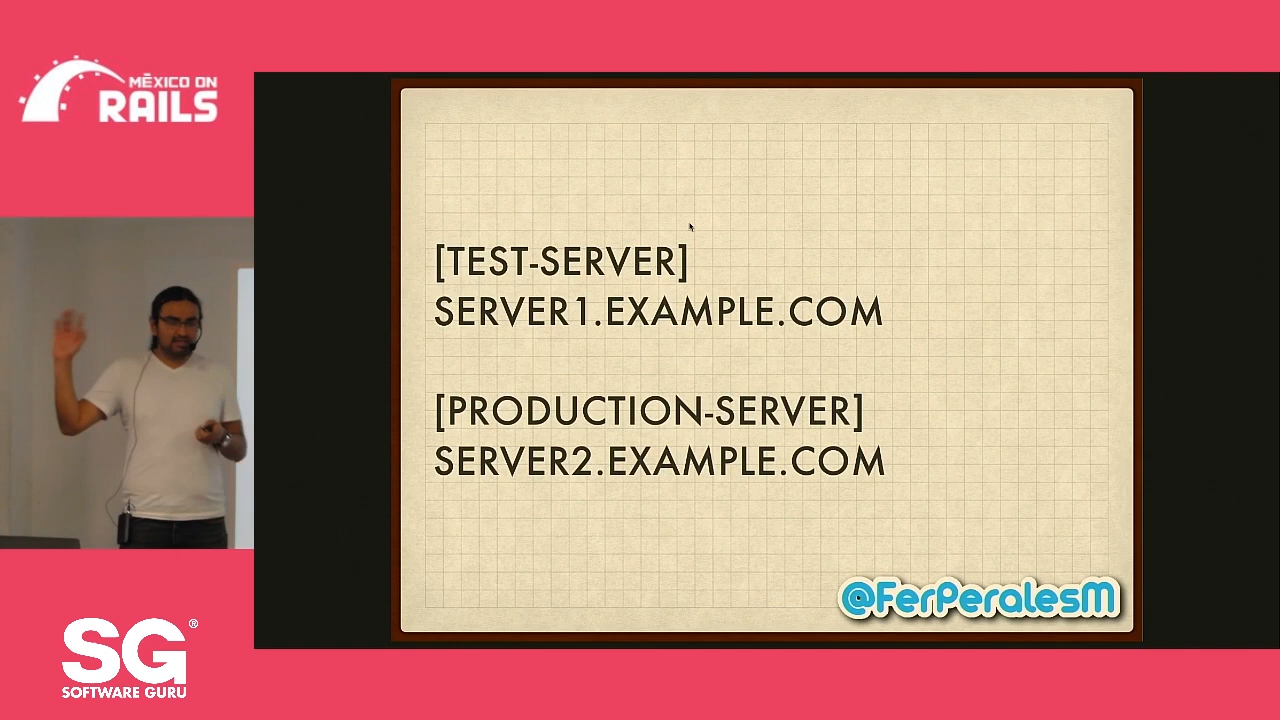 MÉXICO ON
RAILS
[TEST-SERVER]
SERVER1.EXAMPLE.COM
[PRODUCTION-SERVER]
SERVER2.EXAMPLE.COM
@FerPeralesM
SG®
SOFTWARE GURU